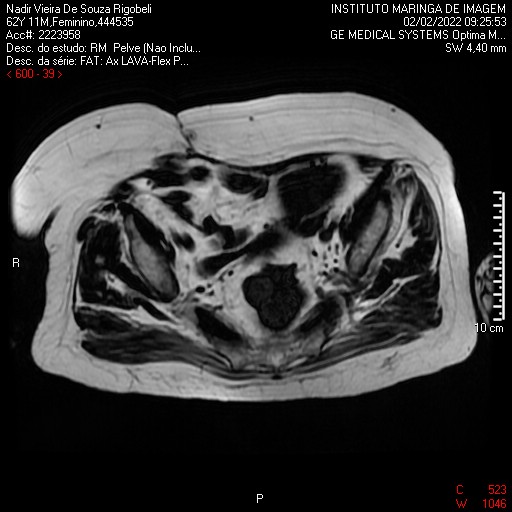 Nadir Vieira De Souza Rigobeli
62Y 11M,Feminino,444535
Acc#: 2223958
Desc. do estudo: RM Pelve (Nao Inclu...
Desc. da série: FAT: Ax LAVA-Flex P...
< 600 - 39 >
INSTITUTO MARINGA DE IMAGEM
02/02/2022 09:25:53
GE MEDICAL SYSTEMS Optima M...
SW 4,40 mm
R
10 cm
P
C 523
W 1046